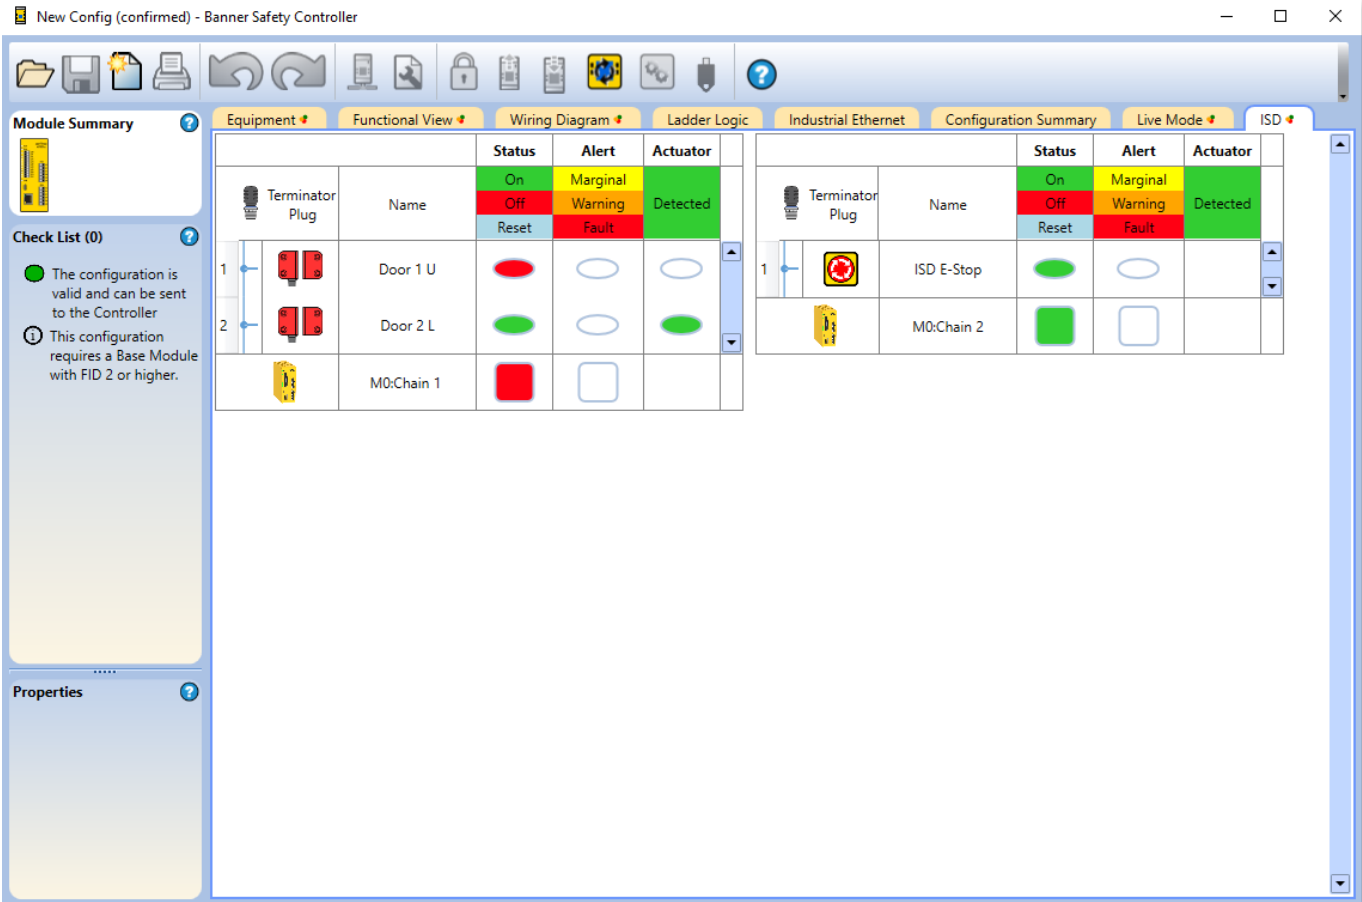 New Config (confirmed) - Banner Safety Controller
Module Summary
Check List (0)
The configuration is
valid and can be sent
to the Controller
This configuration
requires a Base Module
with FID 2 or higher.
Properties
Equipment Functional View Wiring Diagram Ladder Logic Industrial Ethernet Configuration Summary Live Mode ISD
Status Alert Actuator
Terminator
Plug
Name
On Marginal
Off Warning Detected
Reset Fault
1 Door 1 U
2 Door 2 L
M0:Chain 1
Status Alert Actuator
Terminator
Plug
Name
On Marginal
Off Warning Detected
Reset Fault
1 ISD E-Stop
M0:Chain 2